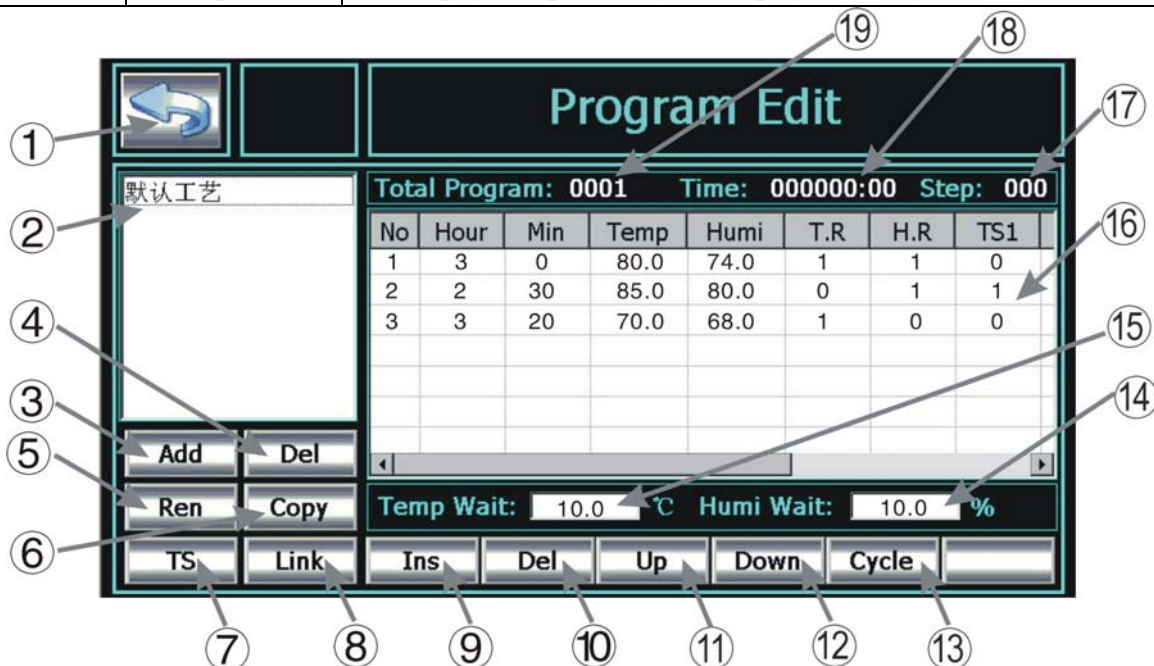 ⑲ ⑱
Program Edit
⑰
①
默认工艺
Total Program: 0001 Time: 000000:00 Step: 000
②
No Hour Min Temp Humi T.R H.R TS1
⑯
1 3 0 80.0 74.0 1 1 0
2 2 30 85.0 80.0 0 1 1
3 3 20 70.0 68.0 1 0 0
④
⑮
③
⑭
Add Del
⑤
Ren Copy
Temp Wait: 10.0 ℃ Humi Wait: 10.0 %
⑥
TS Link Ins Del Up Down Cycle
⑦ ⑧ ⑨ ⑩ ⑪ ⑫ ⑬